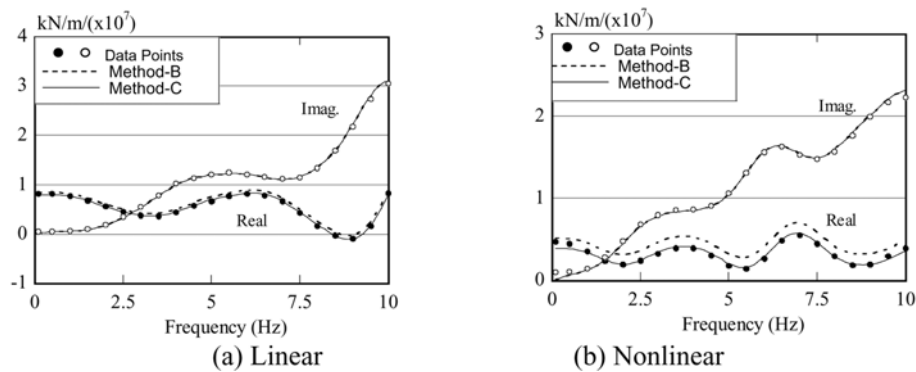 kN/m/(x10⁷)
4
3
2
1
0
-1
Data Points
Method-B
Method-C
Imag.
Real
0 2.5 5 7.5 10
Frequency (Hz)
(a) Linear
kN/m/(x10⁷)
3
2
1
0
Data Points
Method-B
Method-C
Imag.
Real
0 2.5 5 7.5 10
Frequency (Hz)
(b) Nonlinear